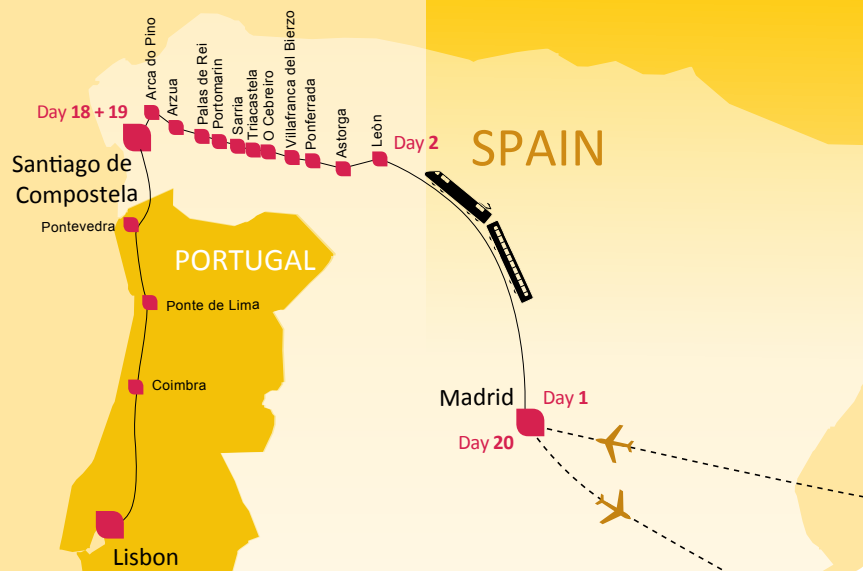 Arca do Pino
Arzua
Palas de Rei
Portomarin
Sarria
Triacastela
O Cebreiro
Villafranca del Bierzo
Ponferrada
Astorga
Leòn
Day 18 + 19
Day 2
SPAIN
Santiago de
Compostela
Pontevedra
PORTUGAL
Ponte de Lima
Coimbra
Madrid
Day 1
Day 20
Lisbon